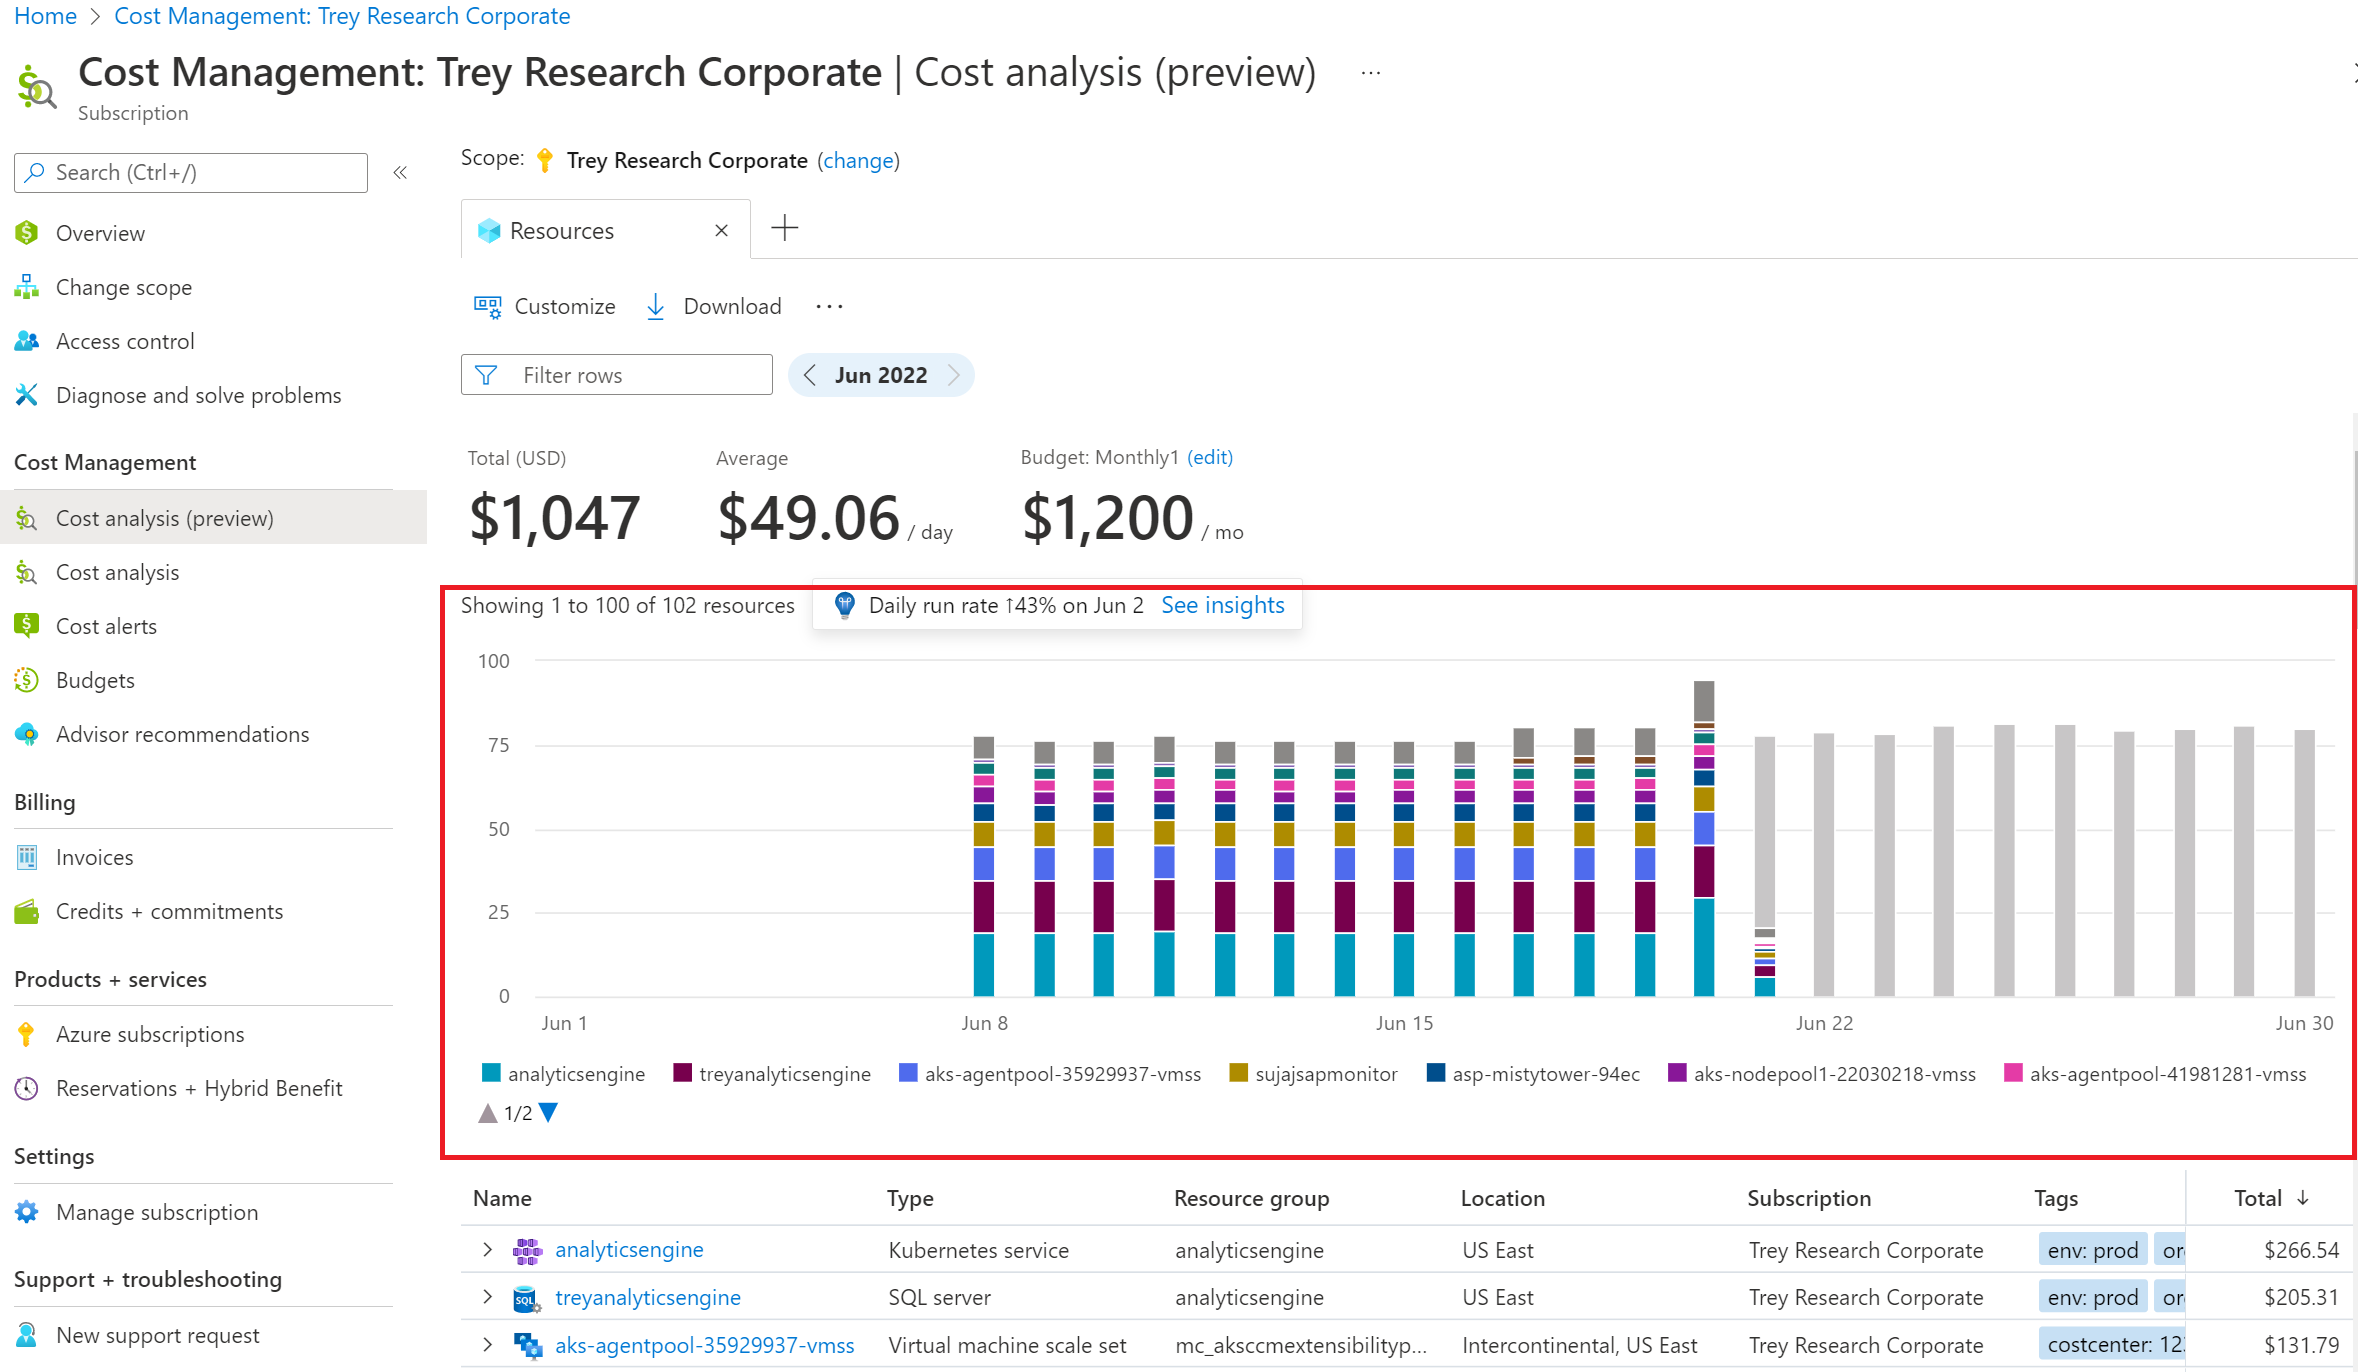 Home > Cost Management: Trey Research Corporate
Cost Management: Trey Research Corporate | Cost analysis (preview) ...
Subscription
Search (Ctrl+/) «
Overview
Change scope
Access control
Diagnose and solve problems
Cost Management
Cost analysis (preview)
Cost analysis
Cost alerts
Budgets
Advisor recommendations
Billing
Invoices
Credits + commitments
Products + services
Azure subscriptions
Reservations + Hybrid Benefit
Settings
Manage subscription
Support + troubleshooting
New support request
Scope: Trey Research Corporate (change)
Resources
Customize Download ...
Filter rows Jun 2022
Total (USD) Average Budget: Monthly1 (edit)
$1,047 $49.06 / day $1,200 / mo
Showing 1 to 100 of 102 resources Daily run rate ↑43% on Jun 2 See insights
100
75
50
25
0
Jun 1 Jun 8 Jun 15 Jun 22 Jun 30
analyticsengine treyanalyticsengine aks-agentpool-35929937-vmss sujajsapmonitor asp-mistytower-94ec aks-nodepool1-22030218-vmss aks-agentpool-41981281-vmss
1/2
Name Type Resource group Location Subscription Tags Total ↓
analyticsengine Kubernetes service analyticsengine US East Trey Research Corporate env: prod or $266.54
SQL treyanalyticsengine SQL server analyticsengine US East Trey Research Corporate env: prod or $205.31
aks-agentpool-35929937-vmss Virtual machine scale set mc_aksccmextensibilityp... Intercontinental, US East Trey Research Corporate costcenter: 12 $131.79